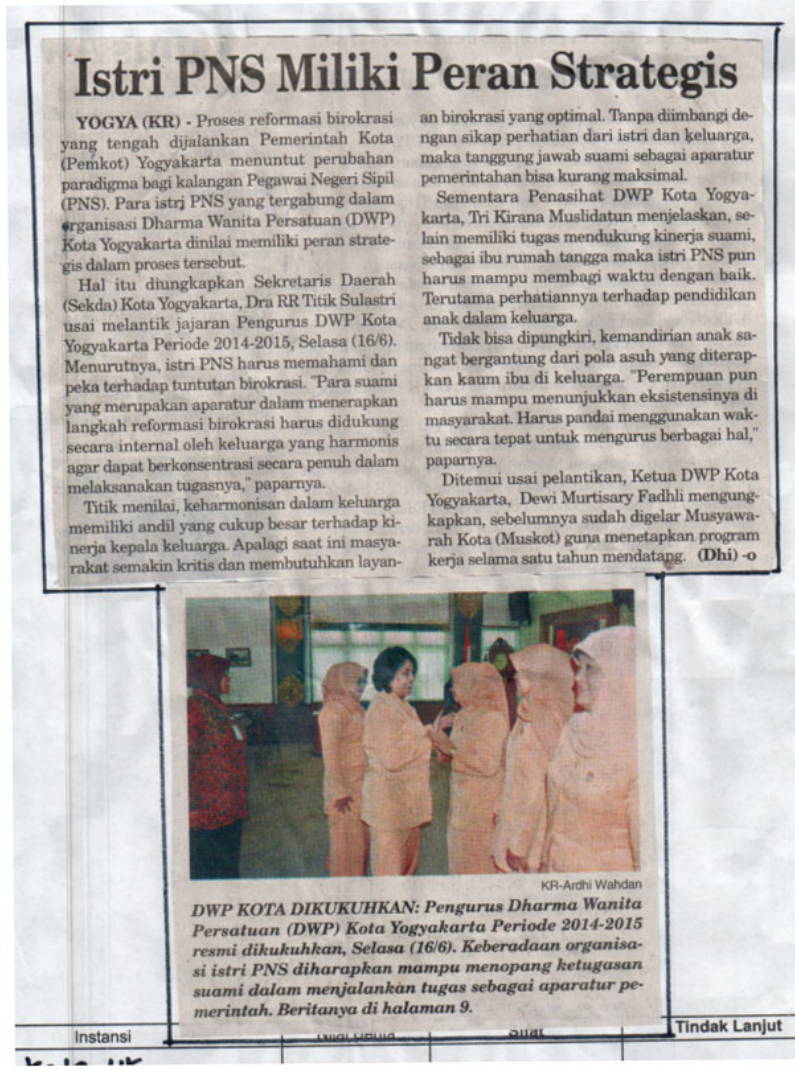 Istri PNS Miliki Peran Strategis
YOGYA (KR) - Proses reformasi birokrasi
yang tengah dijalankan Pemerintah Kota
(Pemkot) Yogyakarta menuntut perubahan
paradigma bagi kalangan Pegawai Negeri Sipil
(PNS). Para istri PNS yang tergabung dalam
organisasi Dharma Wanita Persatuan (DWP)
Kota Yogyakarta dinilai memiliki peran strate-
gis dalam proses tersebut.
Hal itu diungkapkan Sekretaris Daerah
(Sekda) Kota Yogyakarta, Dra RR Titik Sulastri
usai melantik jajaran Pengurus DWP Kota
Yogyakarta Periode 2014-2015, Selasa (16/6).
Menurutnya, istri PNS harus memahami dan
peka terhadap tuntutan birokrasi. "Para suami
yang merupakan aparatur dalam menerapkan
langkah reformasi birokrasi harus didukung
secara internal oleh keluarga yang harmonis
agar dapat berkonsentrasi secara penuh dalam
melaksanakan tugasnya," paparnya.
Titik menilai, keharmonisan dalam keluarga
memiliki andil yang cukup besar terhadap ki-
nerja kepala keluarga. Apalagi saat ini masya-
rakat semakin kritis dan membutuhkan layan-
an birokrasi yang optimal. Tanpa diimbangi de-
ngan sikap perhatian dari istri dan keluarga,
maka tanggung jawab suami sebagai aparatur
pemerintahan bisa kurang maksimal.
Sementara Penasihat DWP Kota Yogya-
karta, Tri Kirana Muslidatun menjelaskan, se-
lain memiliki tugas mendukung kinerja suami,
sebagai ibu rumah tangga maka istri PNS pun
harus mampu membagi waktu dengan baik.
Terutama perhatiannya terhadap pendidikan
anak dalam keluarga.
Tidak bisa dipungkiri, kemandirian anak sa-
ngat bergantung dari pola asuh yang diterap-
kan kaum ibu di keluarga. "Perempuan pun
harus mampu menunjukkan eksistensinya di
masyarakat. Harus pandai menggunakan wak-
tu secara tepat untuk mengurus berbagai hal,"
paparnya.
Ditemui usai pelantikan, Ketua DWP Kota
Yogyakarta, Dewi Murtisary Fadhli mengung-
kapkan, sebelumnya sudah digelar Musyawa-
rah Kota (Muskot) guna menetapkan program
kerja selama satu tahun mendatang. (Dhi) -o
KR-Ardhi Wahdan
DWP KOTA DIKUKUHKAN: Pengurus Dharma Wanita
Persatuan (DWP) Kota Yogyakarta Periode 2014-2015
resmi dikukuhkan, Selasa (16/6). Keberadaan organisa-
si istri PNS diharapkan mampu menopang ketugasan
suami dalam menjalankan tugas sebagai aparatur pe-
merintah. Beritanya di halaman 9.
Instansi
Tindak Lanjut